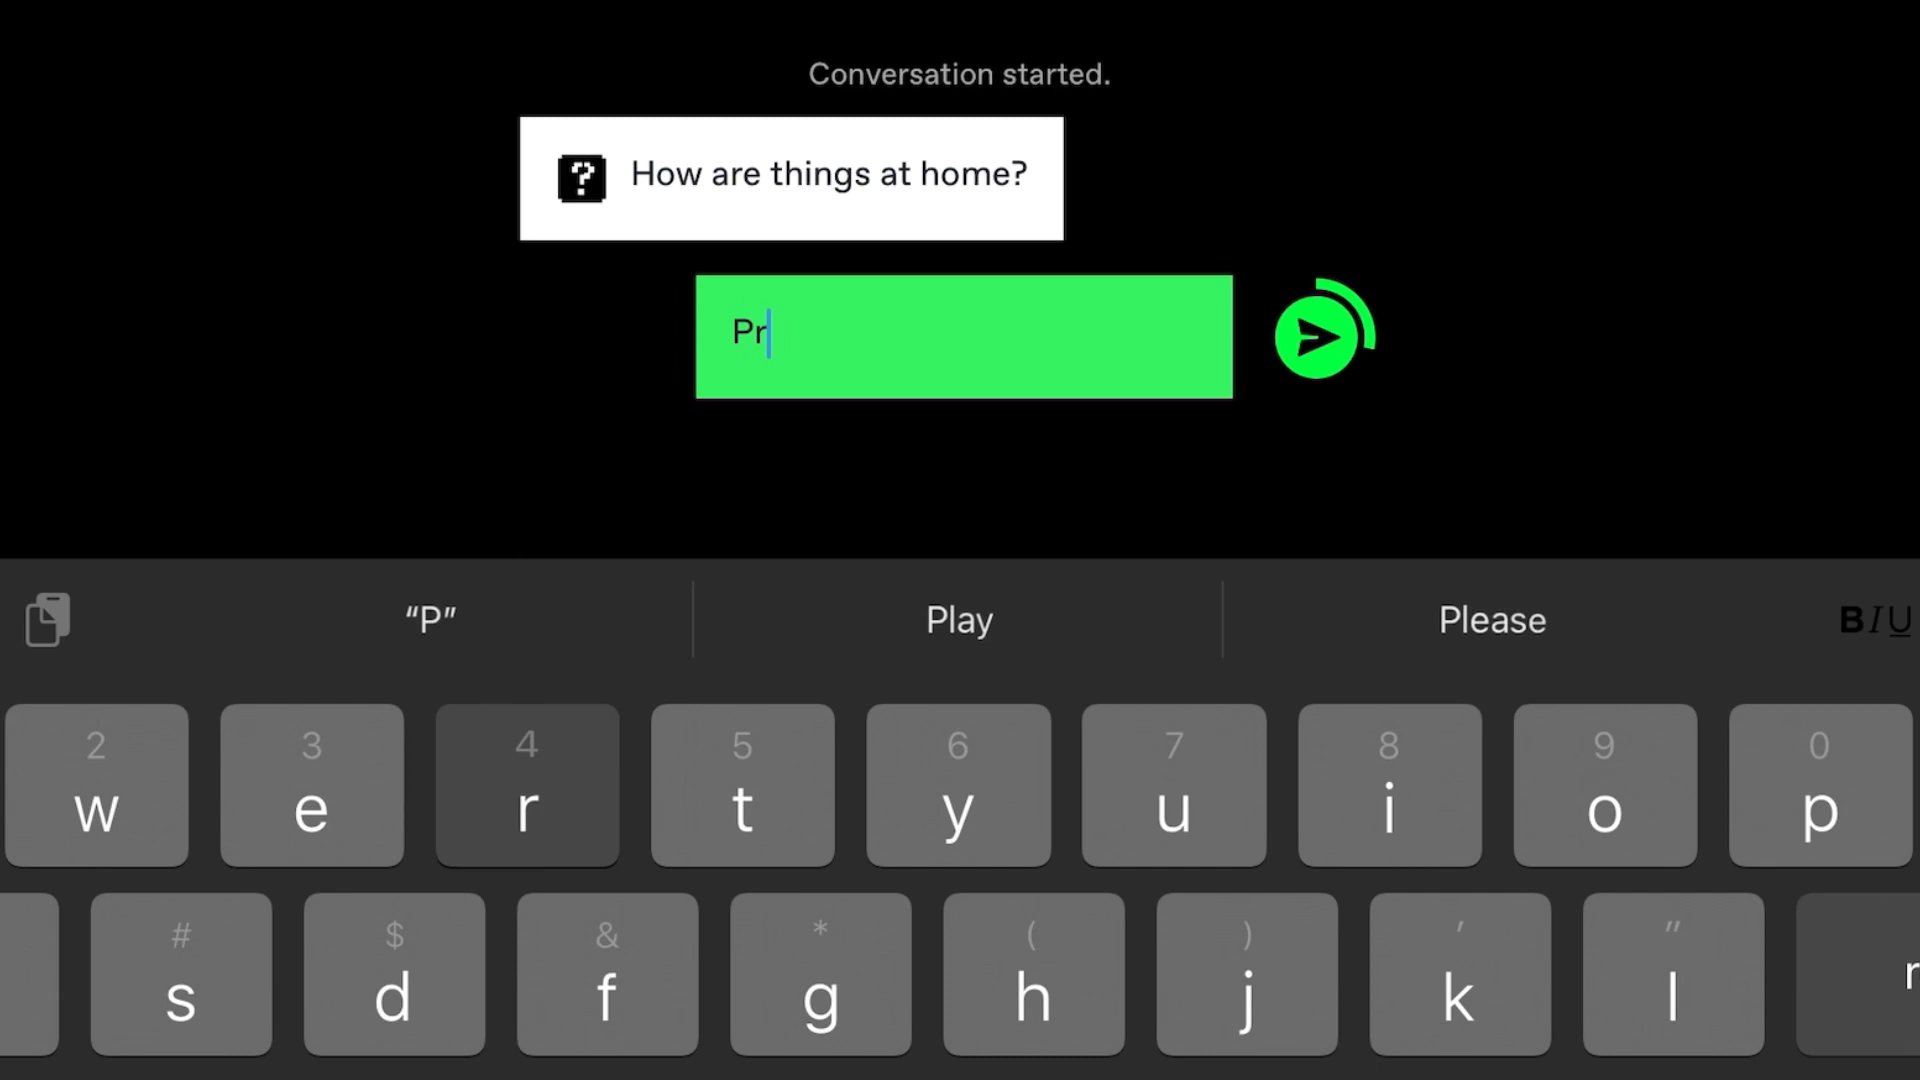 Conversation started.
? How are things at home?
Pr
“P” Play Please BIU
2 3 4 5 6 7 8 9 0
w e r t y u i o p
# $ & * ( ) ' "
s d f g h j k l